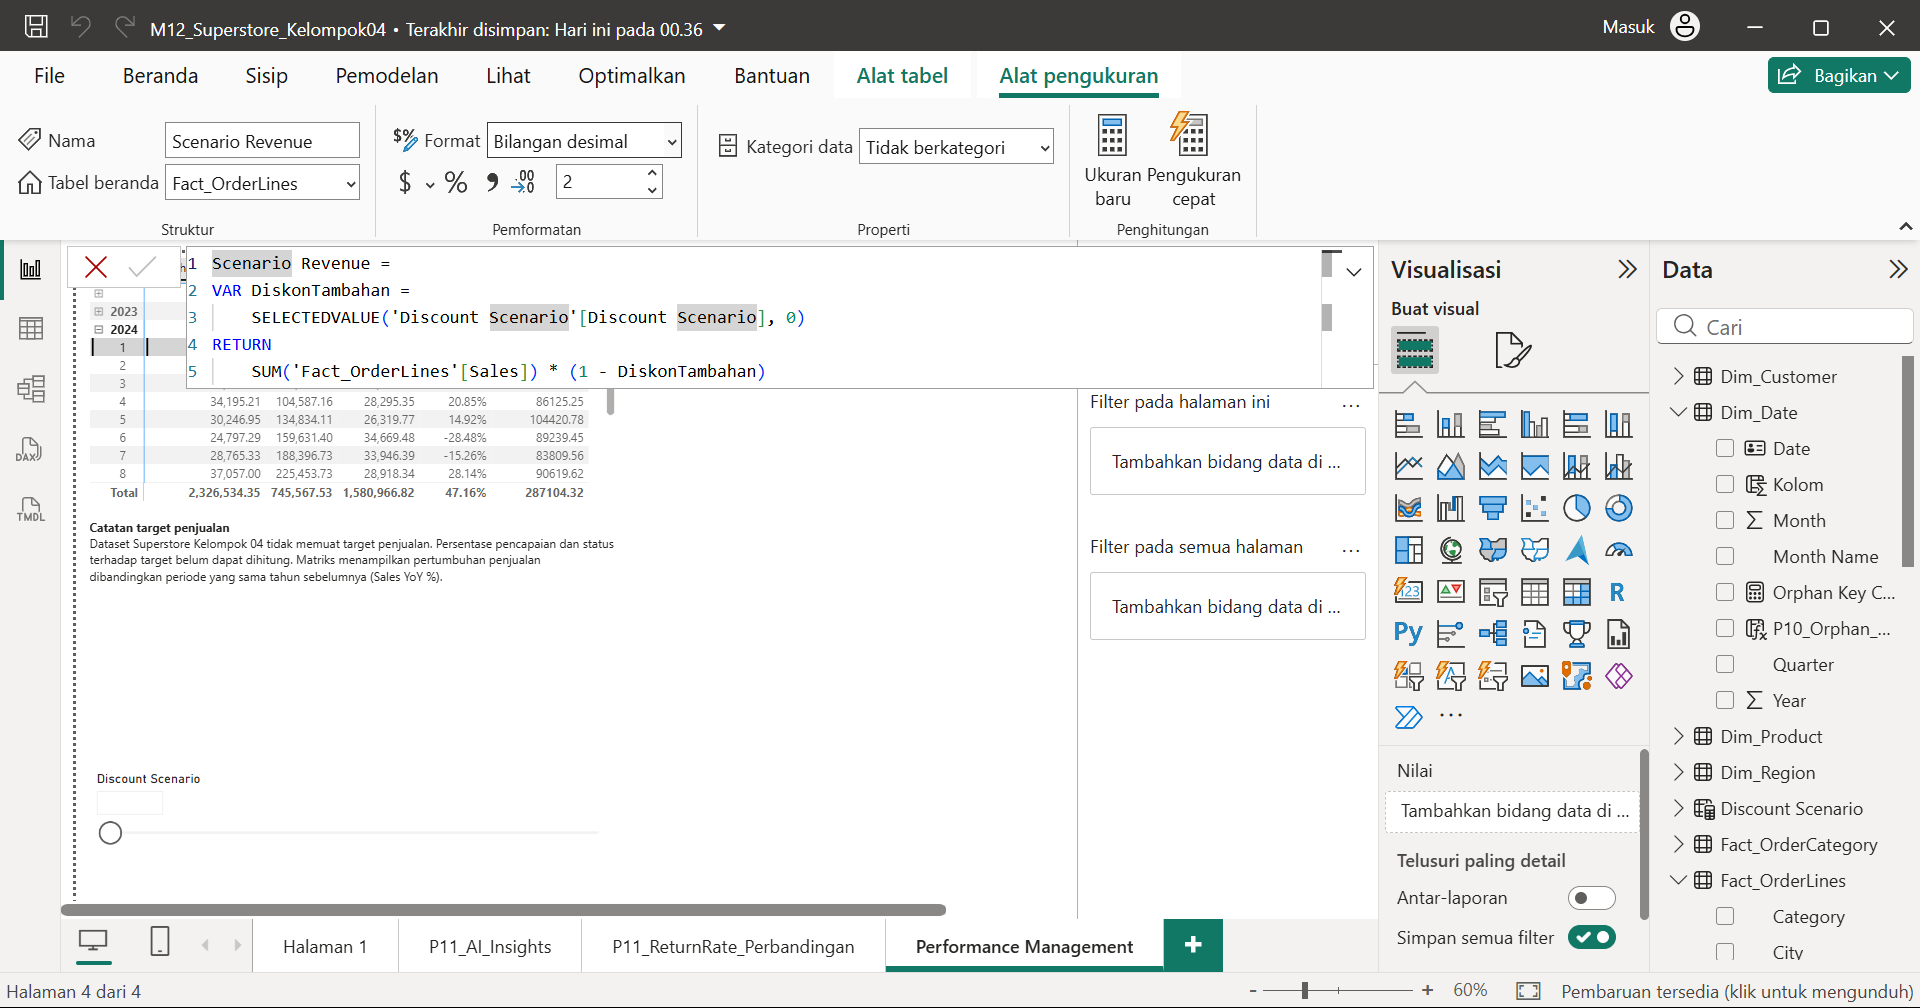 M12_Superstore_Kelompok04 • Terakhir disimpan: Hari ini pada 00.36
Masuk
File
Beranda
Sisip
Pemodelan
Lihat
Optimalkan
Bantuan
Alat tabel
Alat pengukuran
Bagikan
Nama
Scenario Revenue
Tabel beranda
Fact_OrderLines
Struktur
Format
Bilangan desimal
$ % 9 .00 →.0
2
Pemformatan
Kategori data
Tidak berkategori
Properti
Ukuran baru
Pengukuran cepat
Penghitungan
1 Scenario Revenue =
2 VAR DiskonTambahan =
3 SELECTEDVALUE('Discount Scenario'[Discount Scenario], 0)
4 RETURN
5 SUM('Fact_OrderLines'[Sales]) * (1 - DiskonTambahan)
2023
2024
1
2
3
4 34,195.21 104,587.16 28,295.35 20.85% 86125.25
5 30,246.95 134,834.11 26,319.77 14.92% 104420.78
6 24,797.29 159,631.40 34,669.48 -28.48% 89239.45
7 28,765.33 188,396.73 33,946.39 -15.26% 83809.56
8 37,057.00 225,453.73 28,918.34 28.14% 90619.62
Total 2,326,534.35 745,567.53 1,580,966.82 47.16% 287104.32
Catatan target penjualan
Dataset Superstore Kelompok 04 tidak memuat target penjualan. Persentase pencapaian dan status
terhadap target belum dapat dihitung. Matriks menampilkan pertumbuhan penjualan
dibandingkan periode yang sama tahun sebelumnya (Sales YoY %).
Discount Scenario
Filter pada halaman ini ...
Tambahkan bidang data di ...
Filter pada semua halaman ...
Tambahkan bidang data di ...
Visualisasi
Buat visual
123
R
Py
...
Nilai
Tambahkan bidang data di ...
Telusuri paling detail
Antar-laporan
Simpan semua filter
Data
Cari
Dim_Customer
Dim_Date
Date
Kolom
Month
Month Name
Orphan Key C...
P10_Orphan_...
Quarter
Year
Dim_Product
Dim_Region
Discount Scenario
Fact_OrderCategory
Fact_OrderLines
Category
City
DAX
TMDL
Halaman 1
P11_AI_Insights
P11_ReturnRate_Perbandingan
Performance Management
+
Halaman 4 dari 4
- + 60%
Pembaruan tersedia (klik untuk mengunduh)